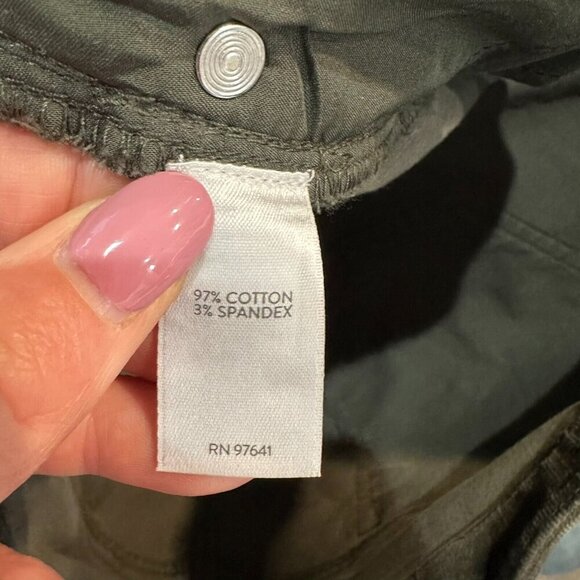 97% COTTON
3% SPANDEX
RN 97641